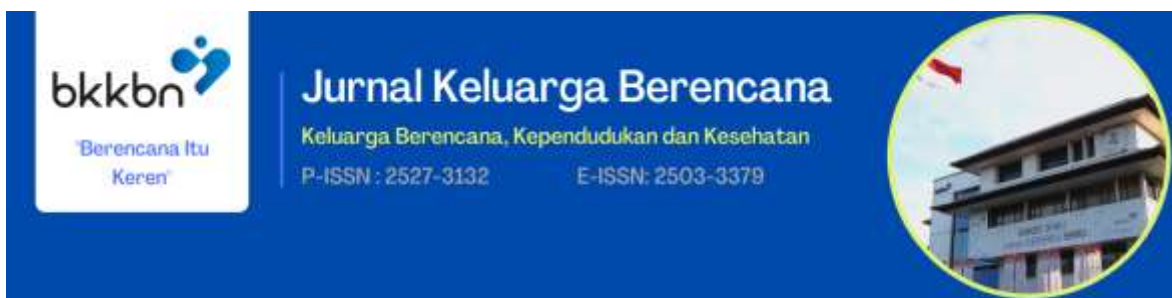 bkkbn
"Berencana Itu
Keren"
Jurnal Keluarga Berencana
Keluarga Berencana, Kependudukan dan Kesehatan
P-ISSN : 2527-3132 E-ISSN: 2503-3379